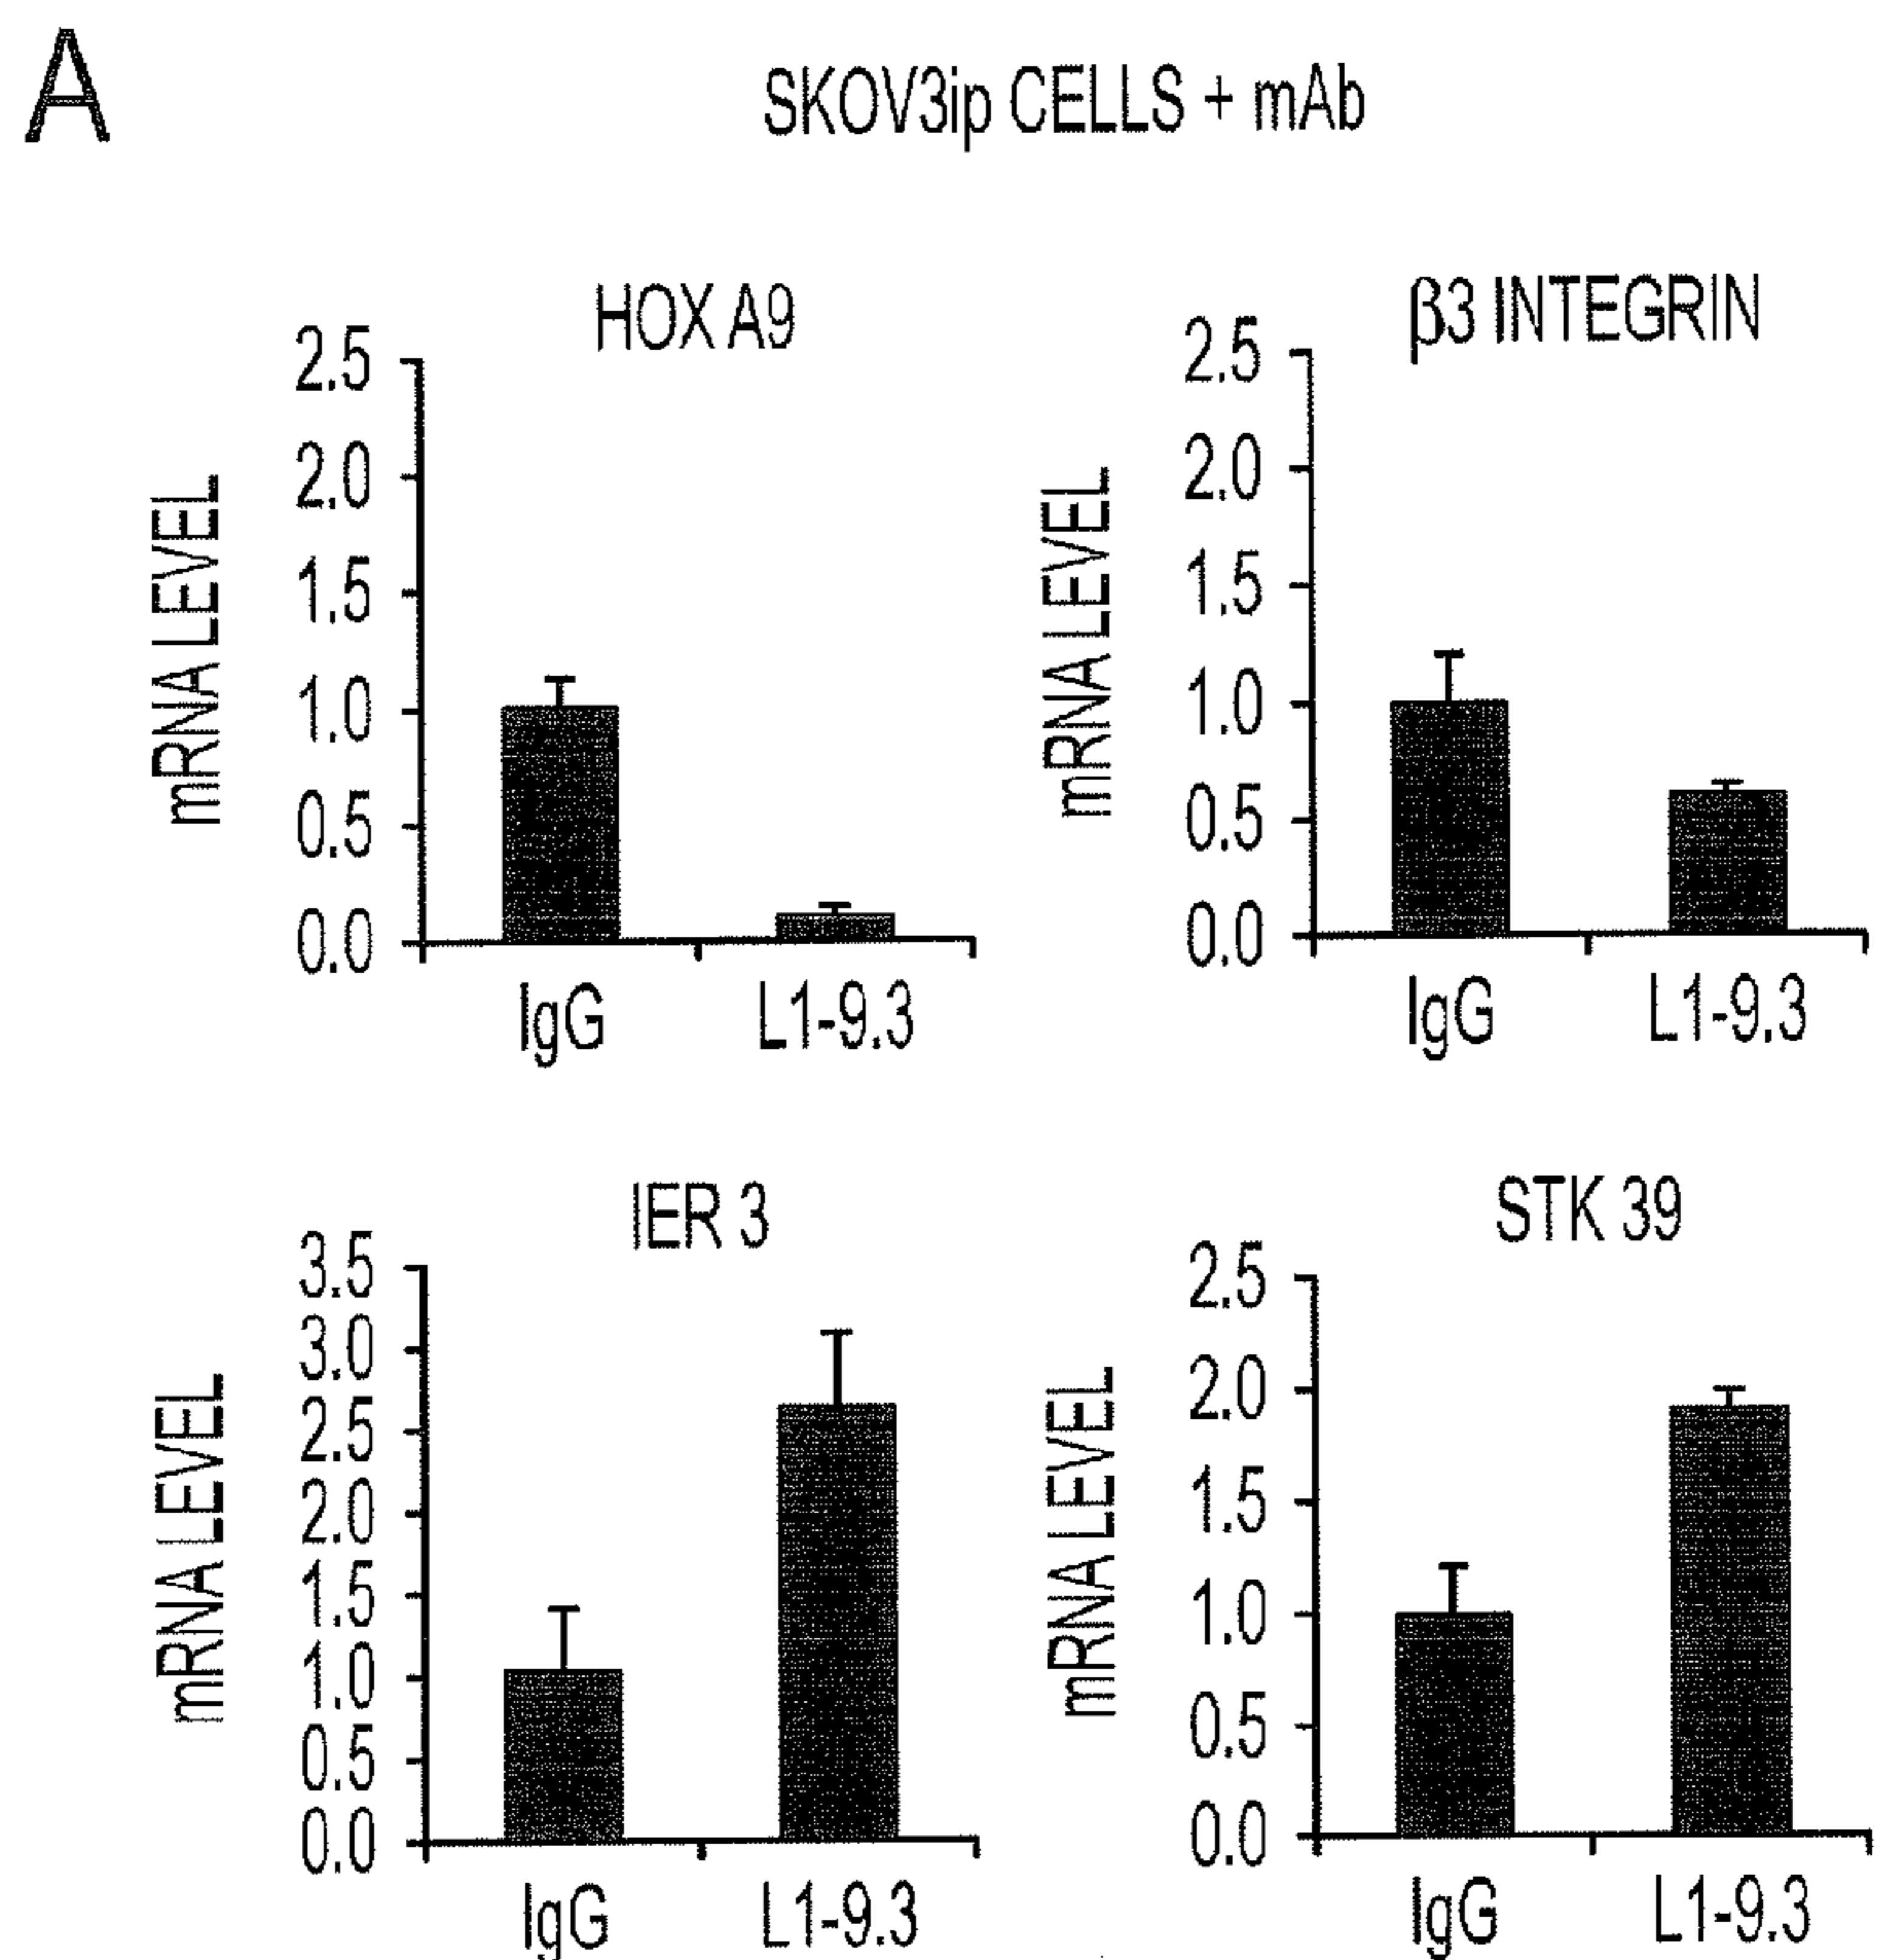 A
SKOV3ip CELLS + mAb
HOX A9
mRNA LEVEL
2.5
2.0
1.5
1.0
0.5
0.0
IgG L1-9.3
β3 INTEGRIN
mRNA LEVEL
2.5
2.0
1.5
1.0
0.5
0.0
IgG L1-9.3
IER 3
mRNA LEVEL
3.5
3.0
2.5
2.0
1.5
1.0
0.5
0.0
IgG L1-9.3
STK 39
mRNA LEVEL
2.5
2.0
1.5
1.0
0.5
0.0
IgG L1-9.3